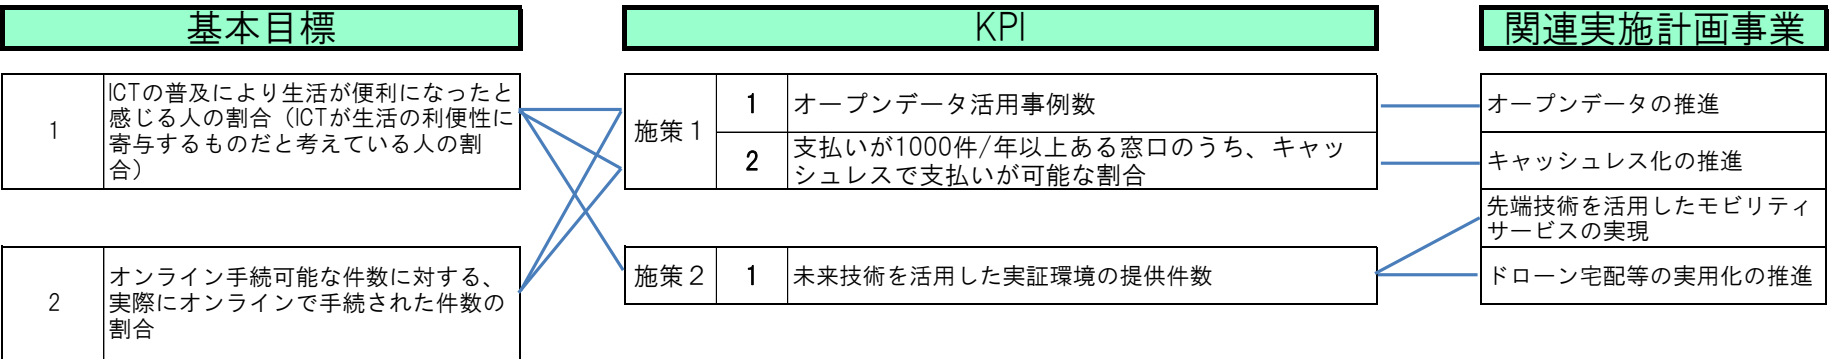 基本目標
KPI
関連実施計画事業
1
ICTの普及により生活が便利になったと
感じる人の割合（ICTが生活の利便性に
寄与するものだと考えている人の割
合）
2
オンライン手続可能な件数に対する、
実際にオンラインで手続された件数の
割合
施策１
1
オープンデータ活用事例数
2
支払いが1000件/年以上ある窓口のうち、キャッ
シュレスで支払いが可能な割合
施策２
1
未来技術を活用した実証環境の提供件数
オープンデータの推進
キャッシュレス化の推進
先端技術を活用したモビリティ
サービスの実現
ドローン宅配等の実用化の推進